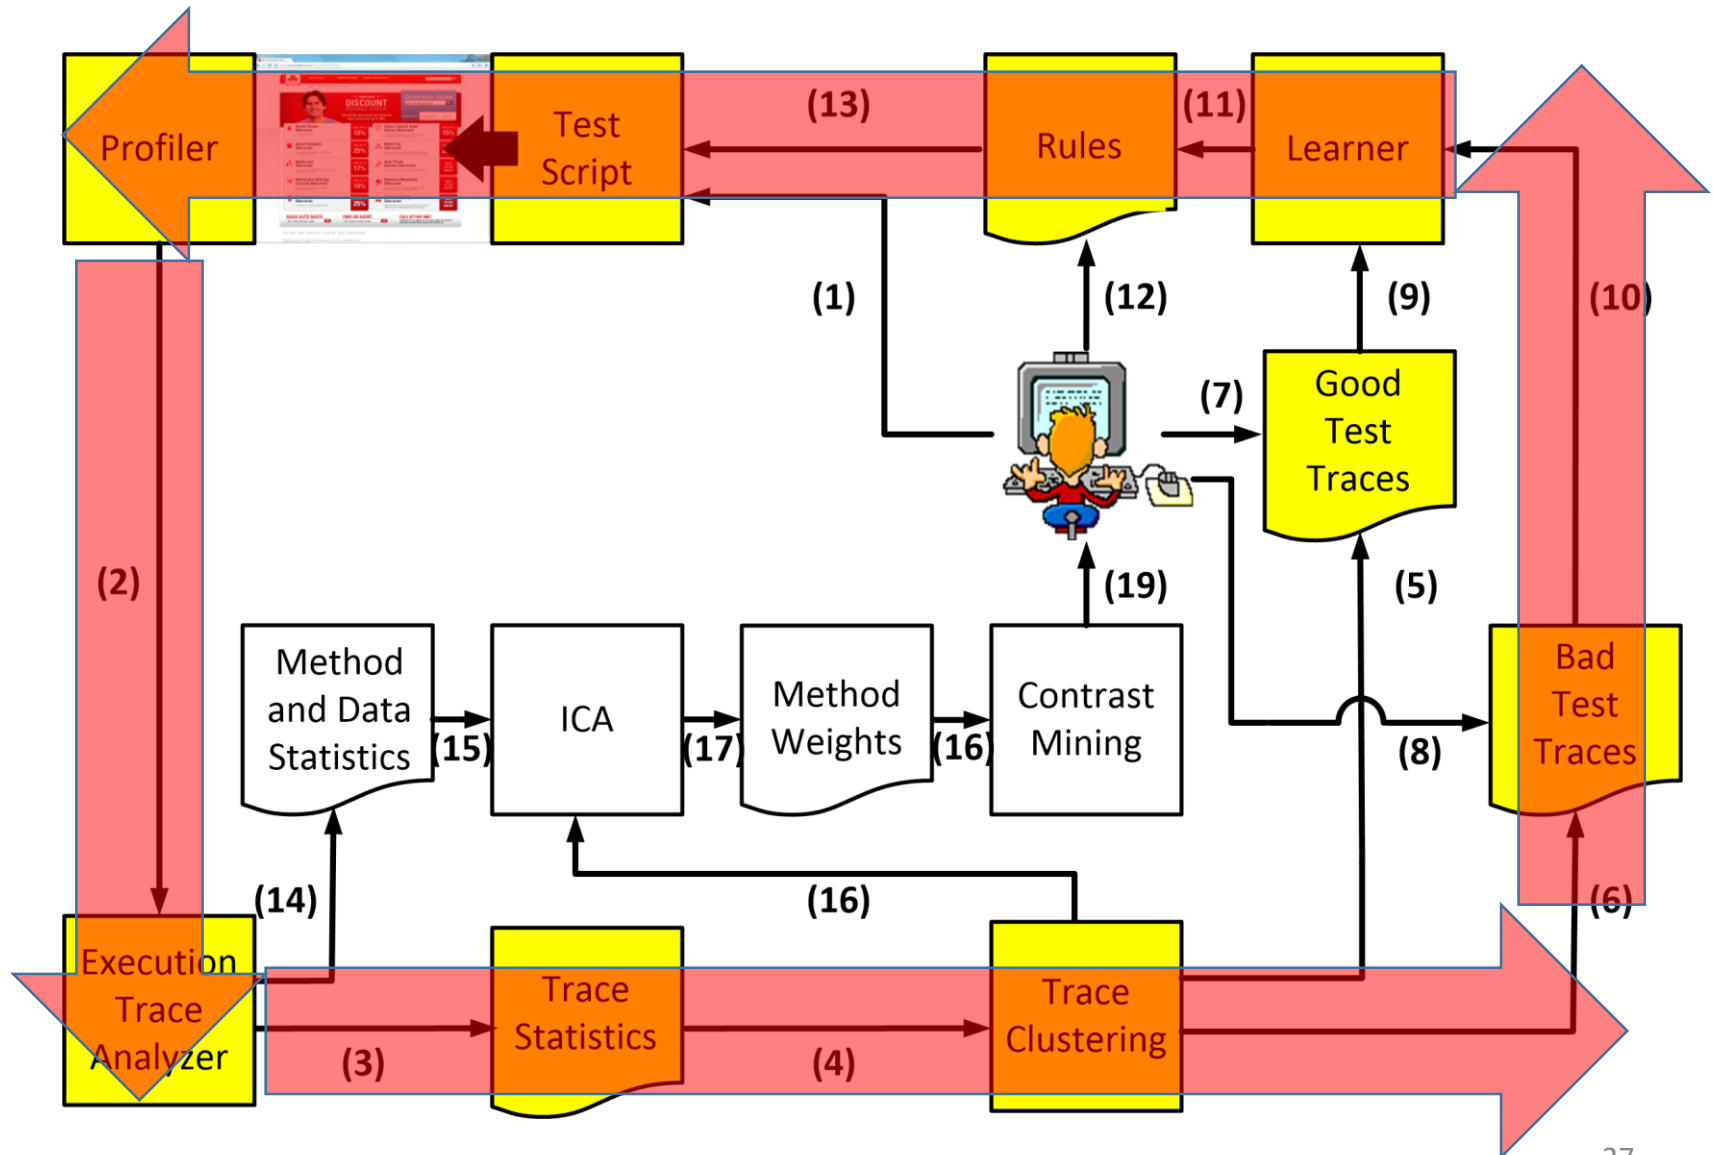 Profiler
DISCOUNT
Test
Script
(13)
Rules
(11)
Learner
(1)
(12)
(9)
(10)
(7)
Good
Test
Traces
(2)
(19)
(5)
Method
and Data
Statistics
(15)
ICA
(17)
Method
Weights
(16)
Contrast
Mining
(8)
Bad
Test
Traces
(14)
(16)
(6)
Execution
Trace
Analyzer
(3)
Trace
Statistics
(4)
Trace
Clustering